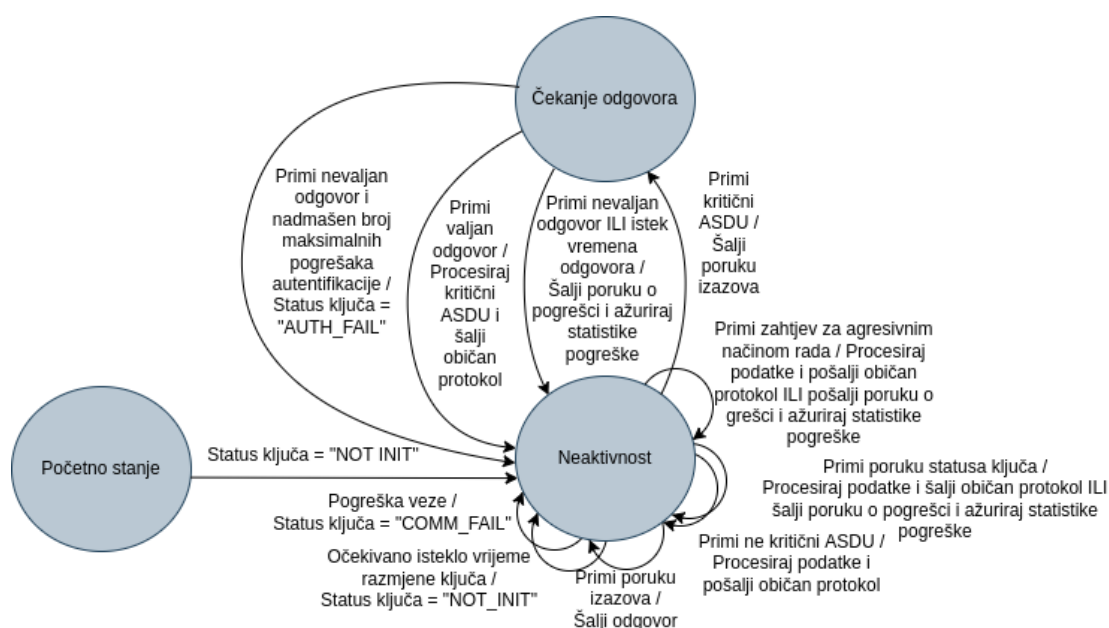 Čekanje odgovora
Primi nevaljan
odgovor i
nadmašen broj
maksimalnih
pogrešaka
autentifikacije /
Status ključa =
"AUTH_FAIL"
Primi
valjan
odgovor /
Procesiraj
kritični
ASDU i
šalji
običan
protokol
Primi nevaljan
odgovor ILI istek
vremena
odgovora /
Šalji poruku o
pogrešci i ažuriraj
statistike
pogreške
Primi
kritični
ASDU /
Šalji
poruku
izazova
Primi zahtjev za agresivnim
načinom rada / Procesiraj
podatke i pošalji običan
protokol ILI pošalji poruku o
grešci i ažuriraj statistike
pogreške
Početno stanje
Status ključa = "NOT INIT"
Neaktivnost
Primi poruku statusa ključa /
Procesiraj podatke i šalji običan protokol ILI
šalji poruku o pogrešci i ažuriraj statistike
pogreške
Pogreška veze /
Status ključa = "COMM_FAIL"
Očekivano isteklo vrijeme
razmjene ključa /
Status ključa = "NOT_INIT"
Primi poruku
izazova /
Šalji odgovor
Primi ne kritični ASDU /
Procesiraj podatke i
pošalji običan protokol